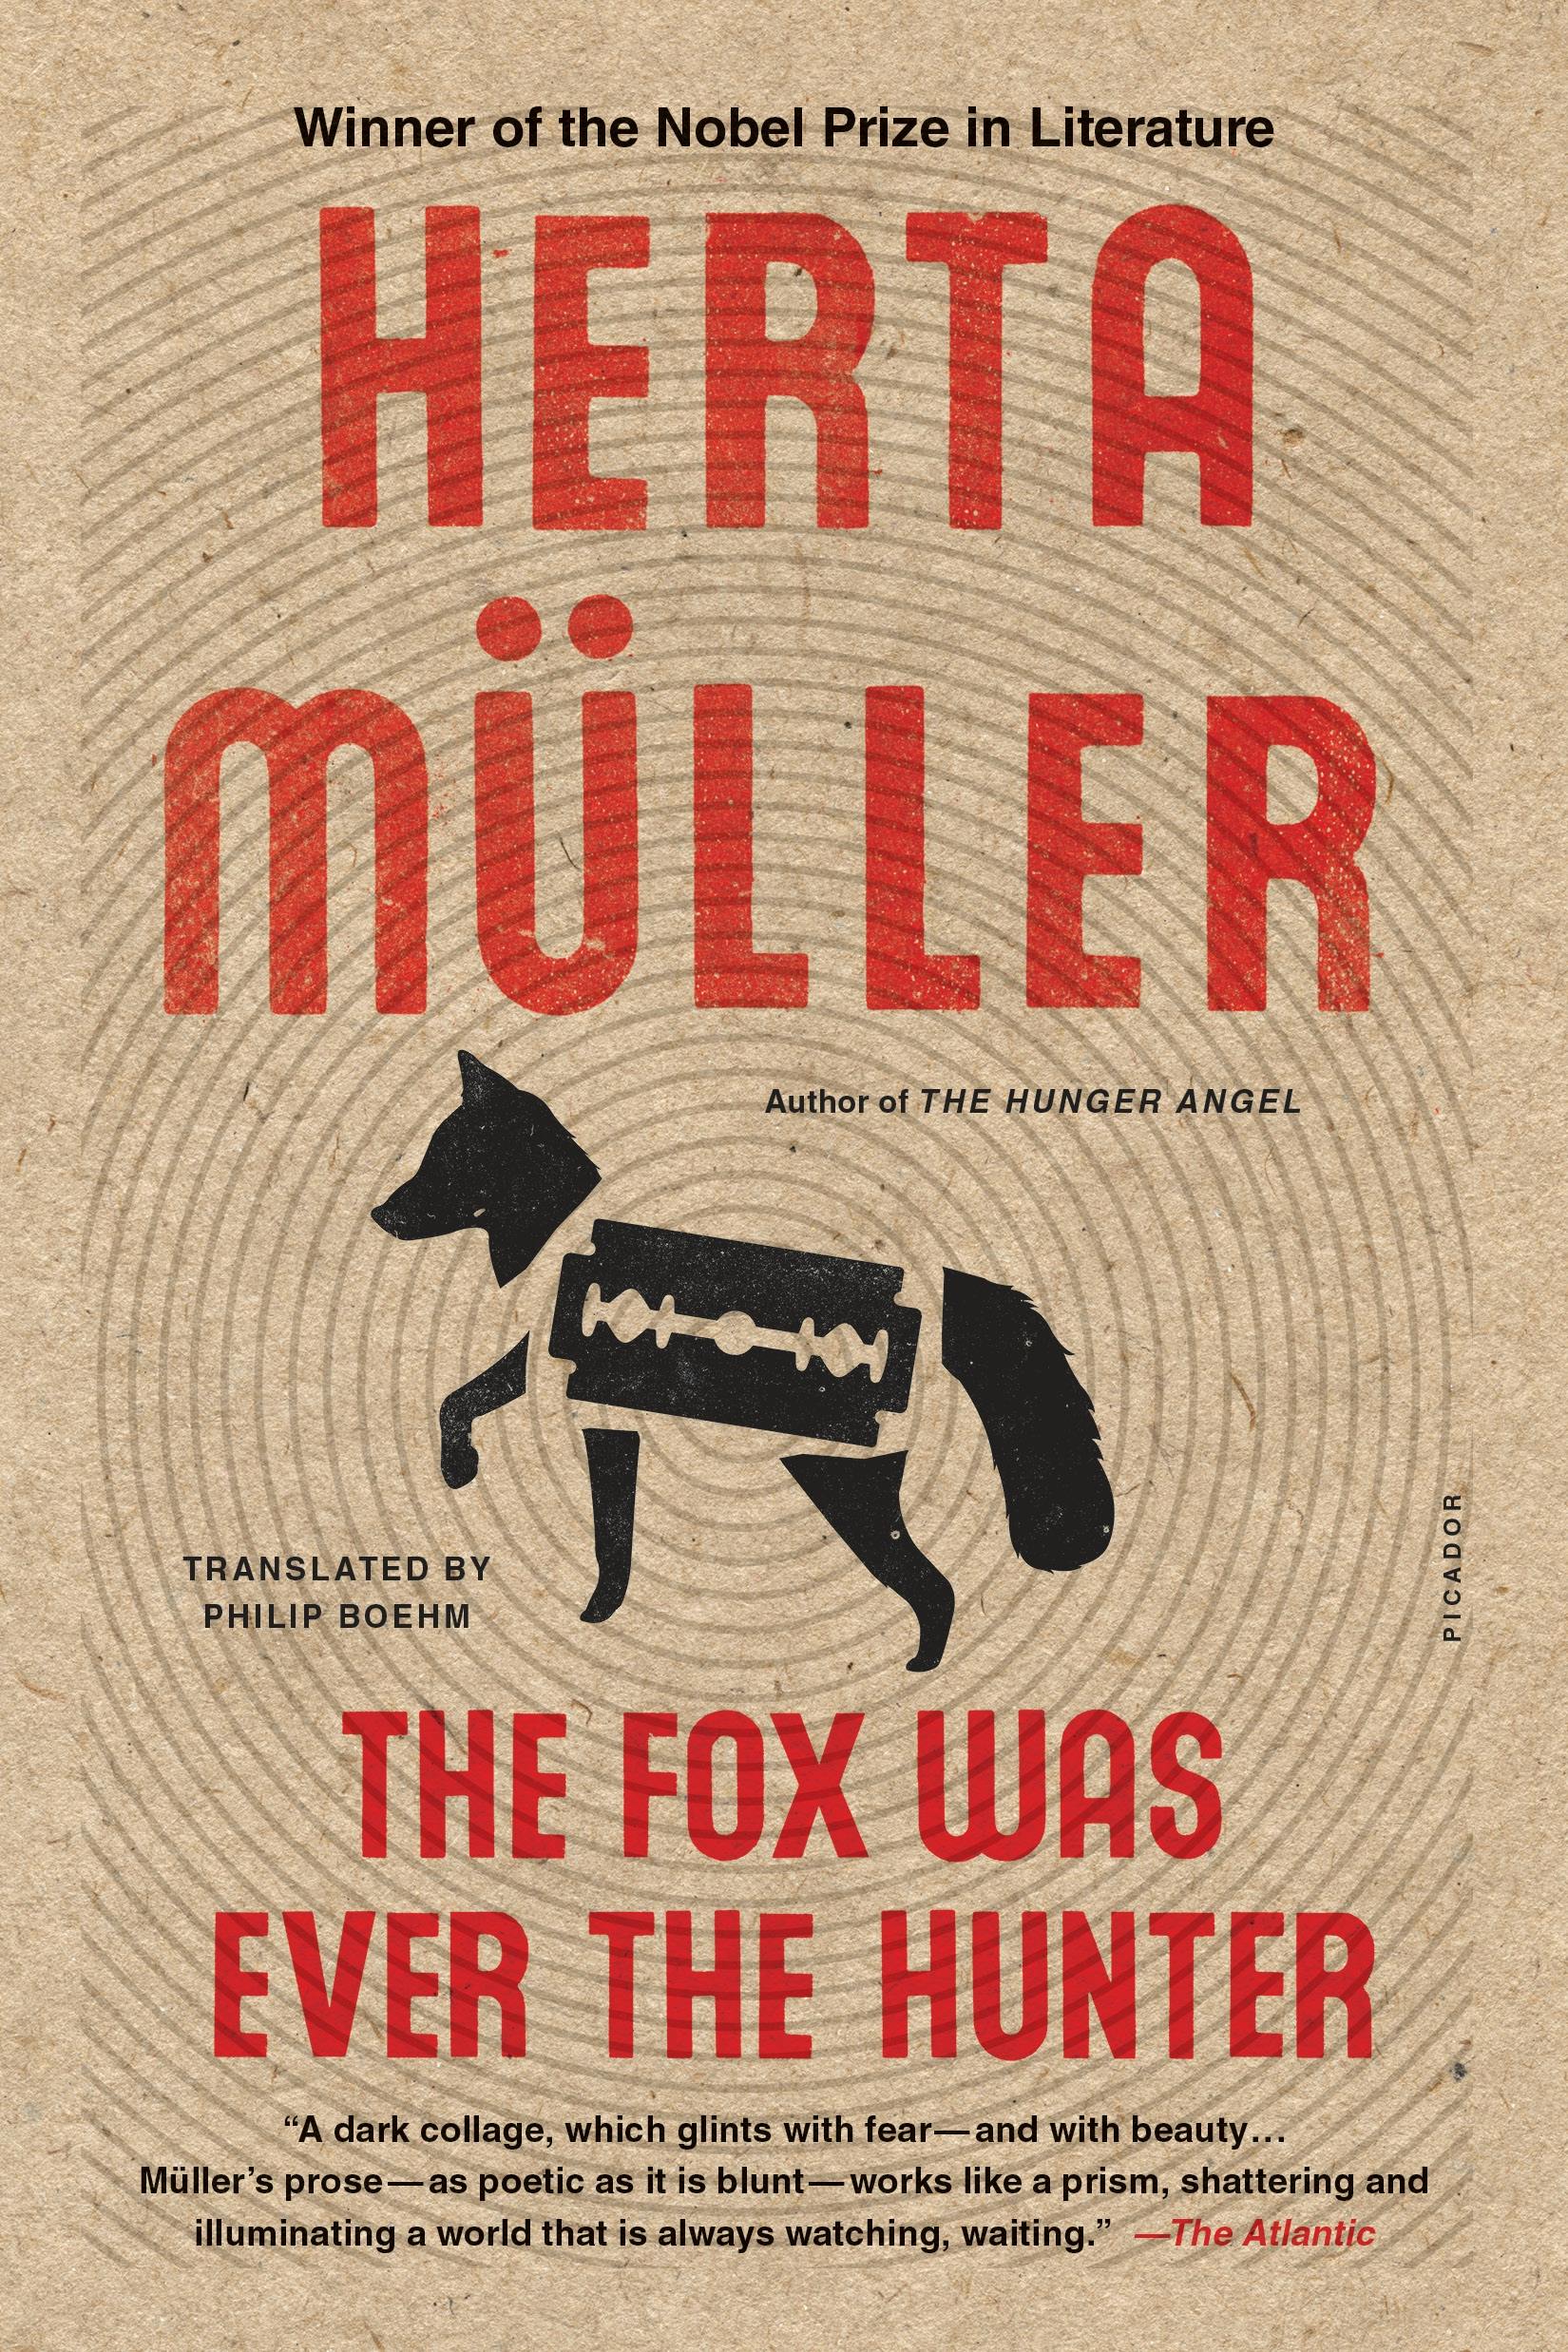 Winner of the Nobel Prize in Literature
HERTA
MÜLLER
Author of THE HUNGER ANGEL
TRANSLATED BY
PHILIP BOEHM
PICADOR
THE FOX WAS
EVER THE HUNTER
“A dark collage, which glints with fear—and with beauty…
Müller’s prose—as poetic as it is blunt—works like a prism, shattering and
illuminating a world that is always watching, waiting.” —The Atlantic